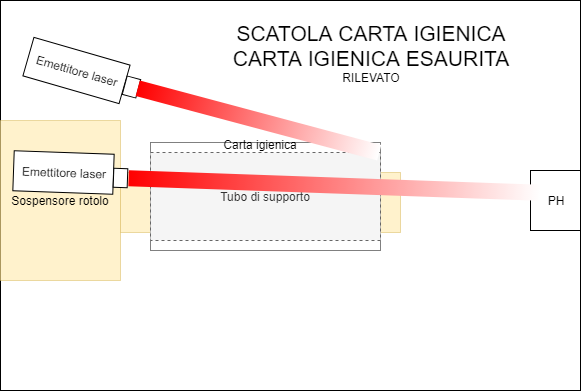 SCATOLA CARTA IGIENICA
CARTA IGIENICA ESAURITA
RILEVATO
Emettitore laser
Carta igienica
Emettitore laser
Sospensore rotolo
Tubo di supporto
PH